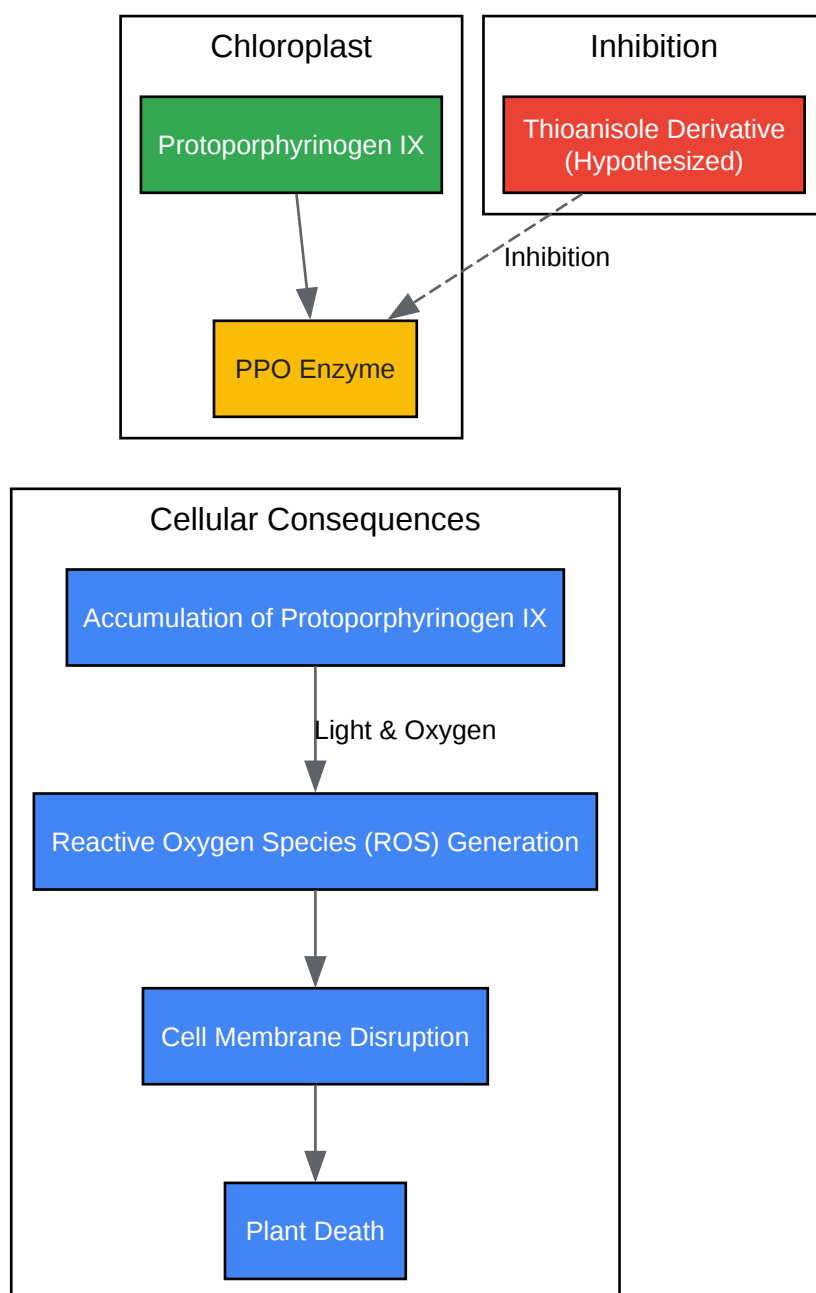 Chloroplast
Inhibition
Protoporphyrinogen IX
Thioanisole Derivative
(Hypothesized)
Inhibition
PPO Enzyme
Cellular Consequences
Accumulation of Protoporphyrinogen IX
Light & Oxygen
Reactive Oxygen Species (ROS) Generation
Cell Membrane Disruption
Plant Death